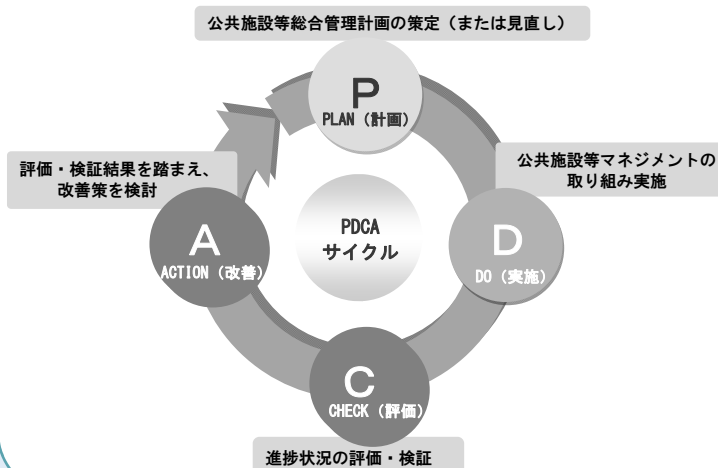 公共施設等総合管理計画の策定（または見直し）
P
PLAN（計画）
公共施設等マネジメントの
取り組み実施
D
DO（実施）
評価・検証結果を踏まえ、
改善策を検討
A
ACTION（改善）
PDCA
サイクル
C
CHECK（評価）
進捗状況の評価・検証